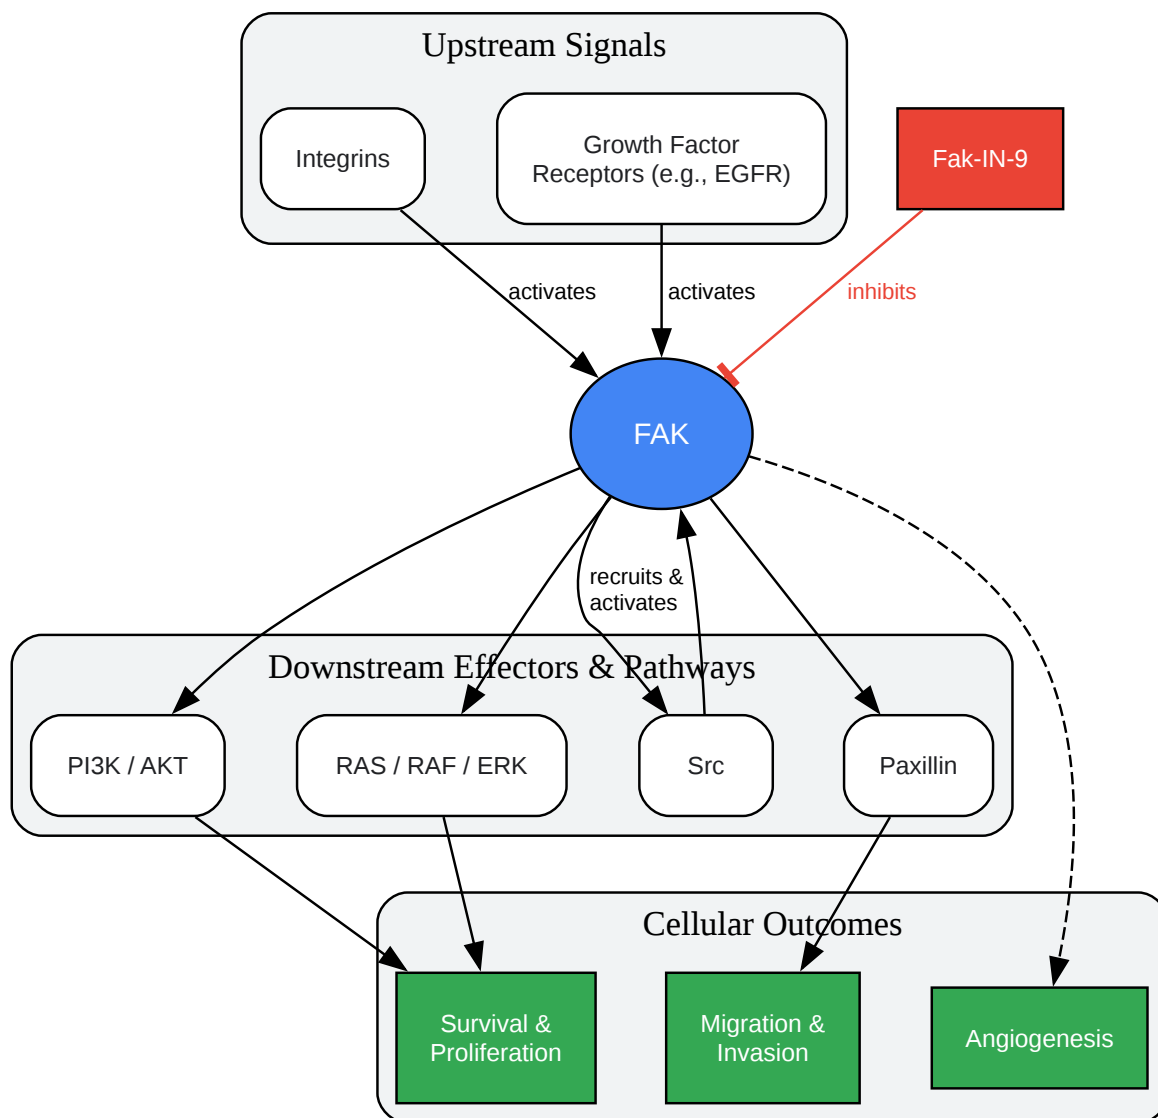 Upstream Signals
Integrins
Growth Factor
Receptors (e.g., EGFR)
Fak-IN-9
activates
activates
inhibits
FAK
recruits &
activates
Downstream Effectors & Pathways
PI3K / AKT
RAS / RAF / ERK
Src
Paxillin
Cellular Outcomes
Survival &
Proliferation
Migration &
Invasion
Angiogenesis